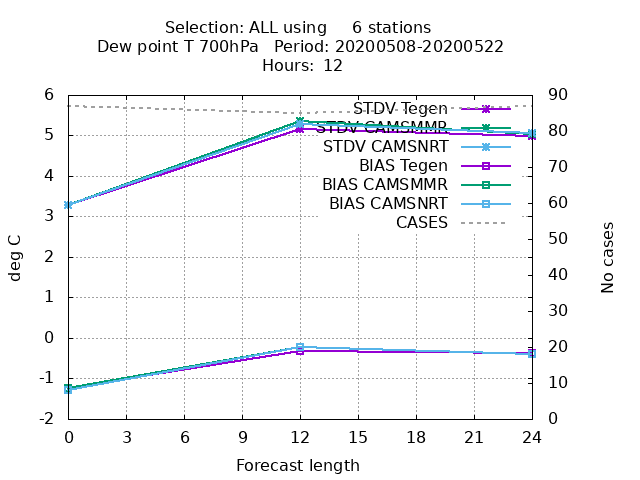 Selection: ALL using 6 stations
Dew point T 700hPa Period: 20200508-20200522
Hours: 12
6
5
4
3
2
1
0
-1
-2
deg C
STDV Tegen
STDV CAMSMMR
STDV CAMSNRT
BIAS Tegen
BIAS CAMSMMR
BIAS CAMSNRT
CASES
90
80
70
60
50
40
30
20
10
0
No cases
0 3 6 9 12 15 18 21 24
Forecast length